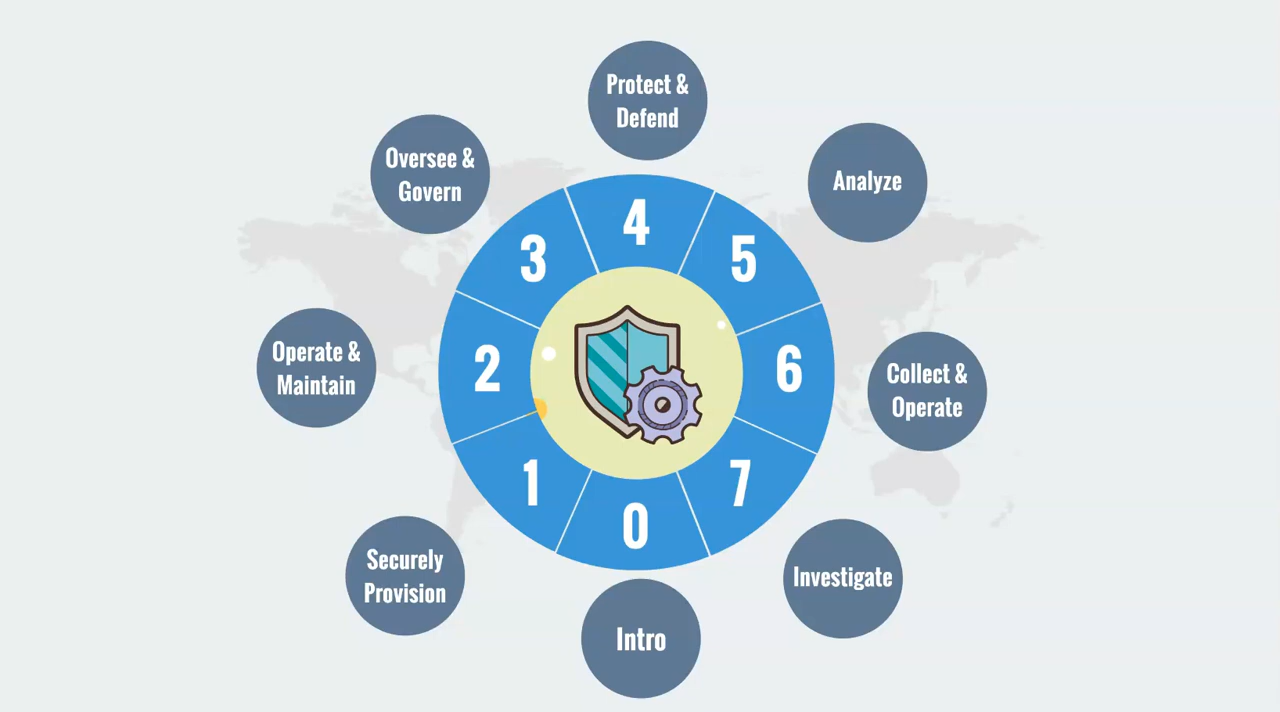 Protect &
Defend
Oversee &
Govern
Analyze
4
3
5
Operate &
Maintain
2
6
Collect &
Operate
1
7
0
Securely
Provision
Investigate
Intro